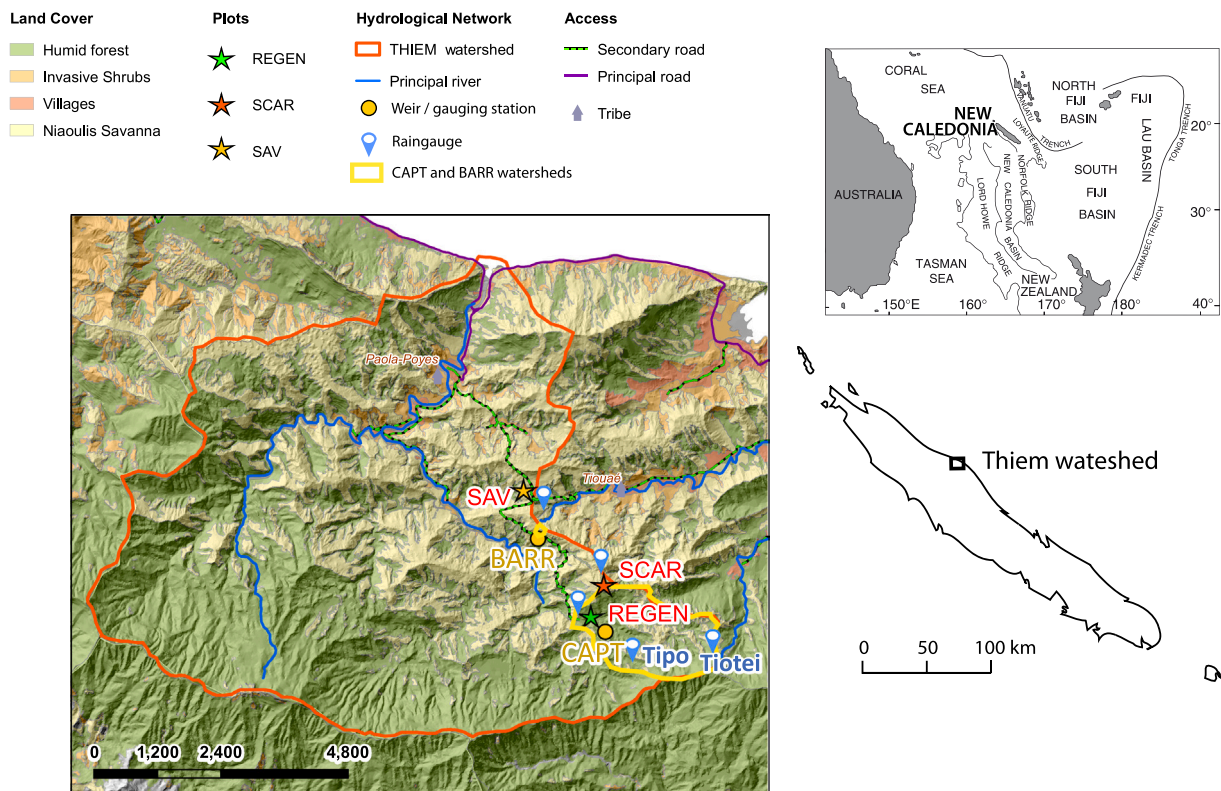 Land Cover
Humid forest
Invasive Shrubs
Villages
Niaoulis Savanna
Plots
REGEN
SCAR
SAV
Hydrological Network
THIEM watershed
Principal river
Weir / gauging station
Raingauge
CAPT and BARR watersheds
Access
Secondary road
Principal road
Tribe
Paola-Poyes
Tiouaé
SAV
BARR
SCAR
REGEN
CAPT
Tipo
Tiotei
0
1,200
2,400
4,800
CORAL
SEA
NEW
CALEDONIA
VANUATU
TRENCH
LOYAUTE RIDGE
NORTH
FIJI
BASIN
FIJI
LAU BASIN
TONGA TRENCH
20°
AUSTRALIA
SOUTH
FIJI
BASIN
NORFOLK RIDGE
NEW
CALEDONIA
BASIN
LORD HOWE
RIDGE
30°
KERMADEC TRENCH
TASMAN
SEA
NEW
ZEALAND
150°E
160°
170°
180°
40°
Thiem wateshed
0
50
100 km